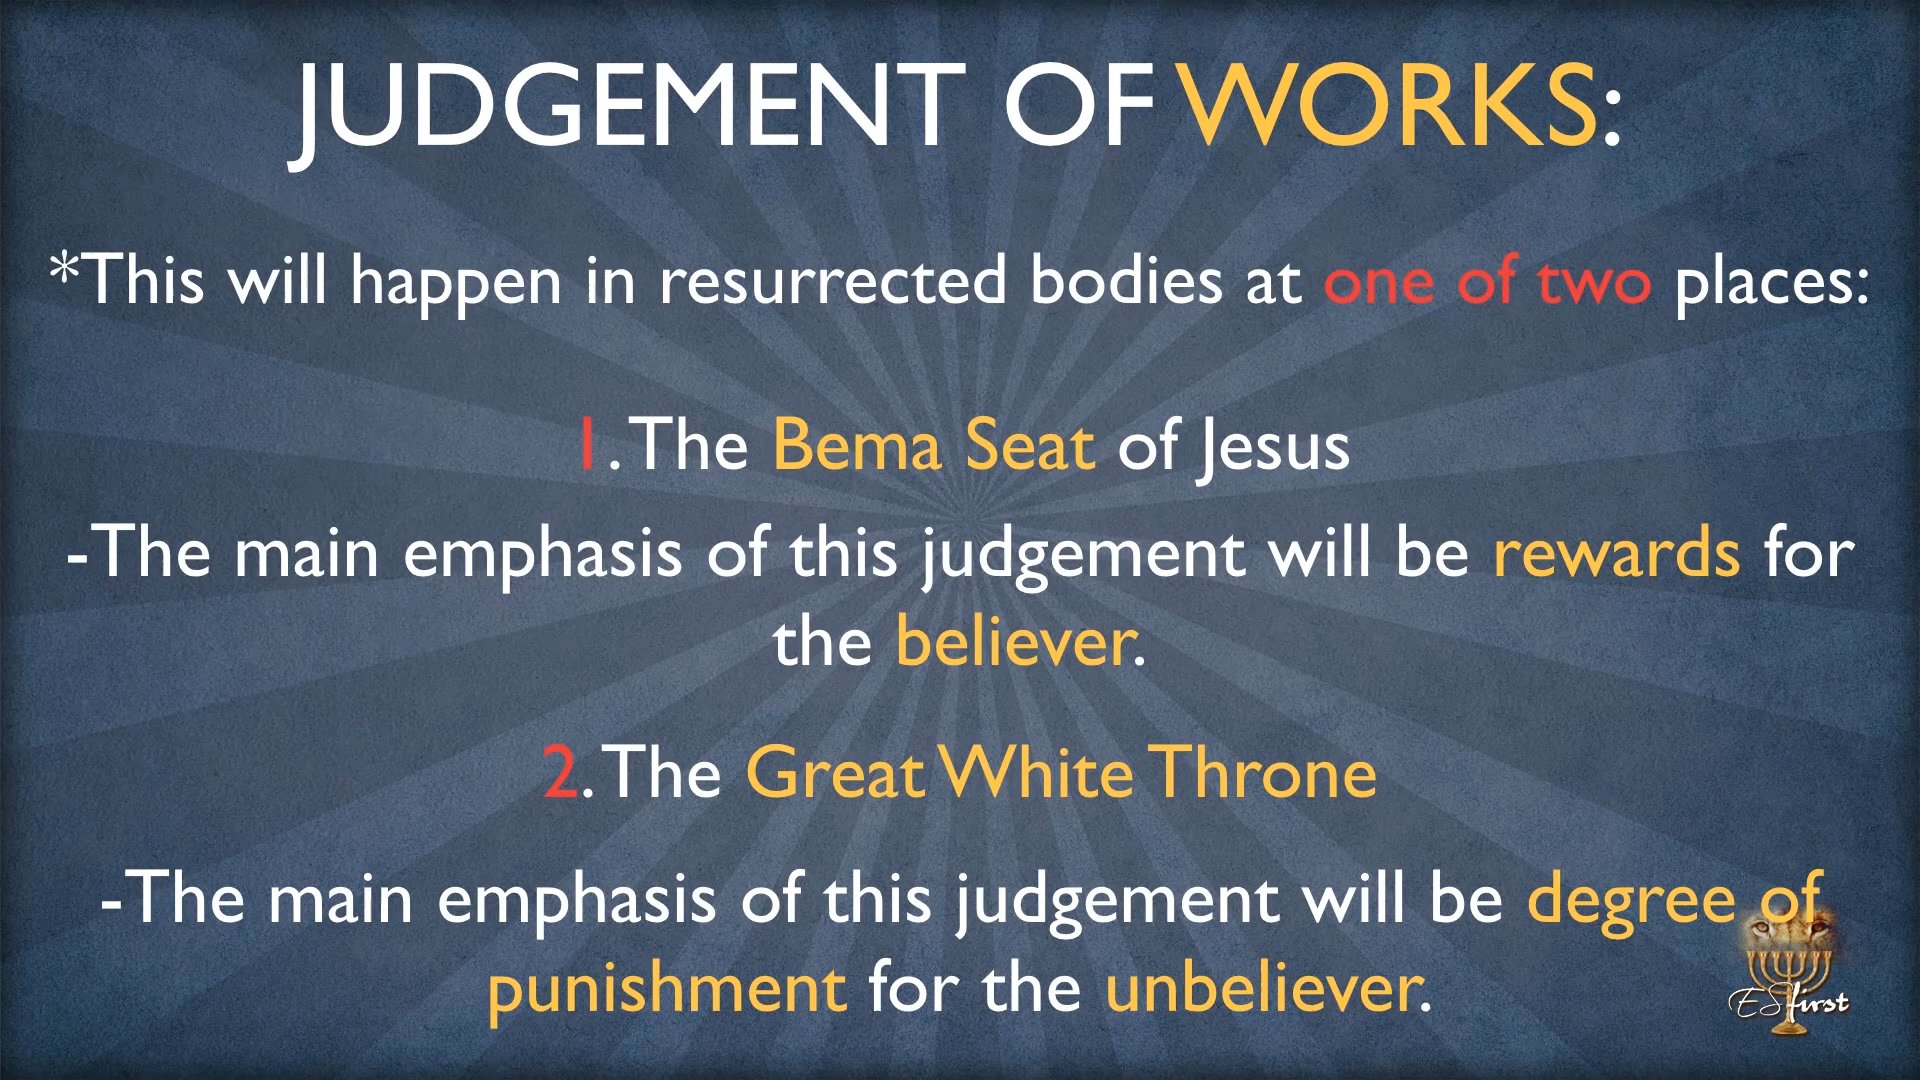 JUDGEMENT OF WORKS:
*This will happen in resurrected bodies at one of two places:
1. The Bema Seat of Jesus
-The main emphasis of this judgement will be rewards for
the believer.
2. The Great White Throne
-The main emphasis of this judgement will be degree of
punishment for the unbeliever.
ESfirst